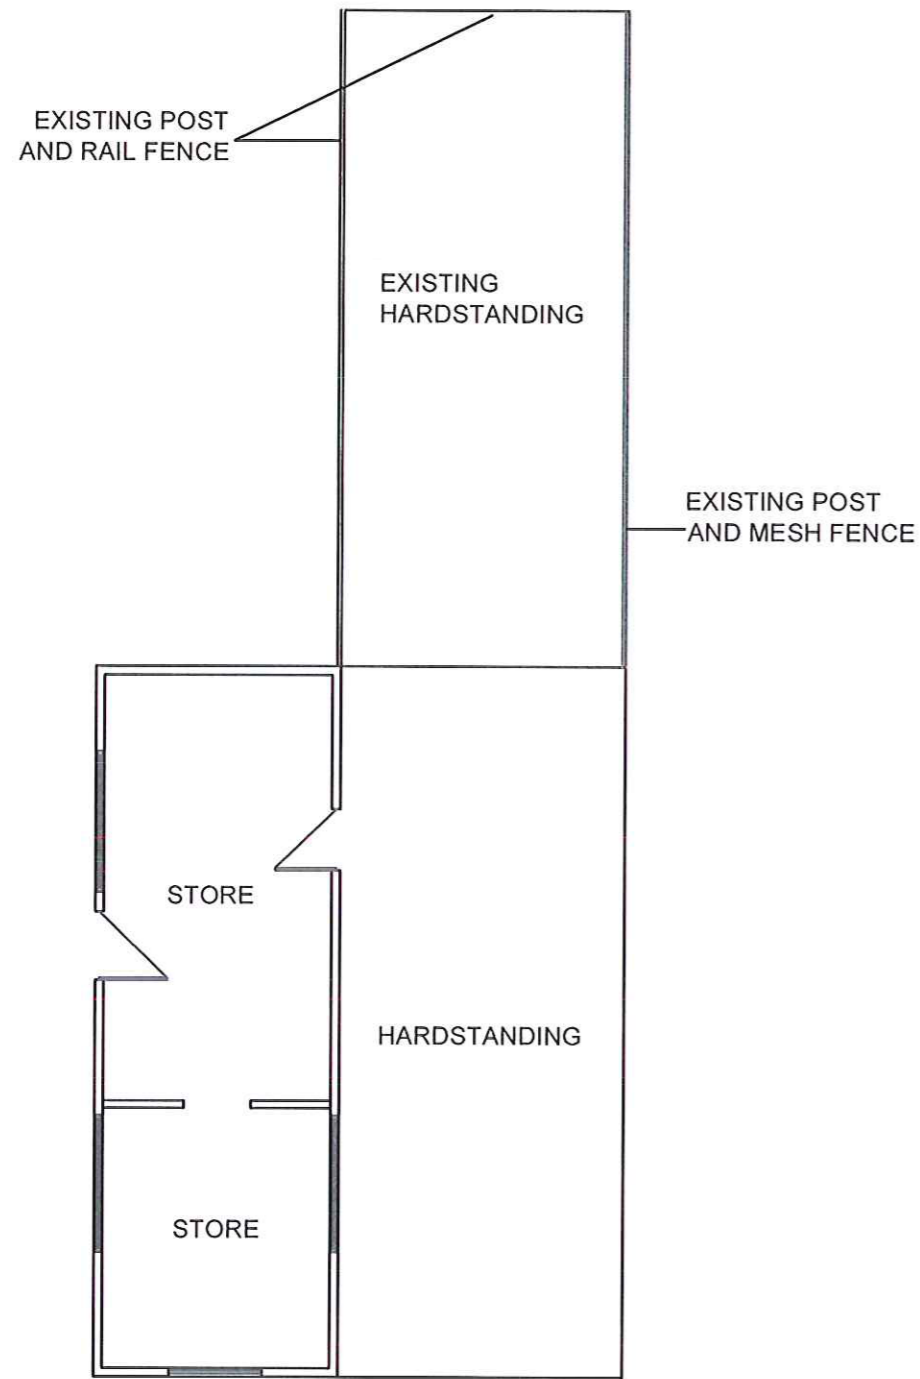 EXISTING POST
AND RAIL FENCE
EXISTING
HARDSTANDING
EXISTING POST
AND MESH FENCE
STORE
HARDSTANDING
STORE